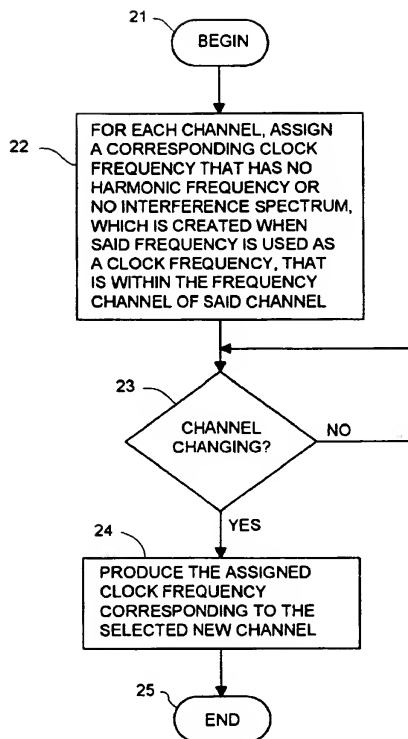 21
BEGIN
22
FOR EACH CHANNEL, ASSIGN
A CORRESPONDING CLOCK
FREQUENCY THAT HAS NO
HARMONIC FREQUENCY OR
NO INTERFERENCE SPECTRUM,
WHICH IS CREATED WHEN
SAID FREQUENCY IS USED AS
A CLOCK FREQUENCY, THAT
IS WITHIN THE FREQUENCY
CHANNEL OF SAID CHANNEL
23
CHANNEL
CHANGING?
NO
YES
24
PRODUCE THE ASSIGNED
CLOCK FREQUENCY
CORRESPONDING TO THE
SELECTED NEW CHANNEL
25
END